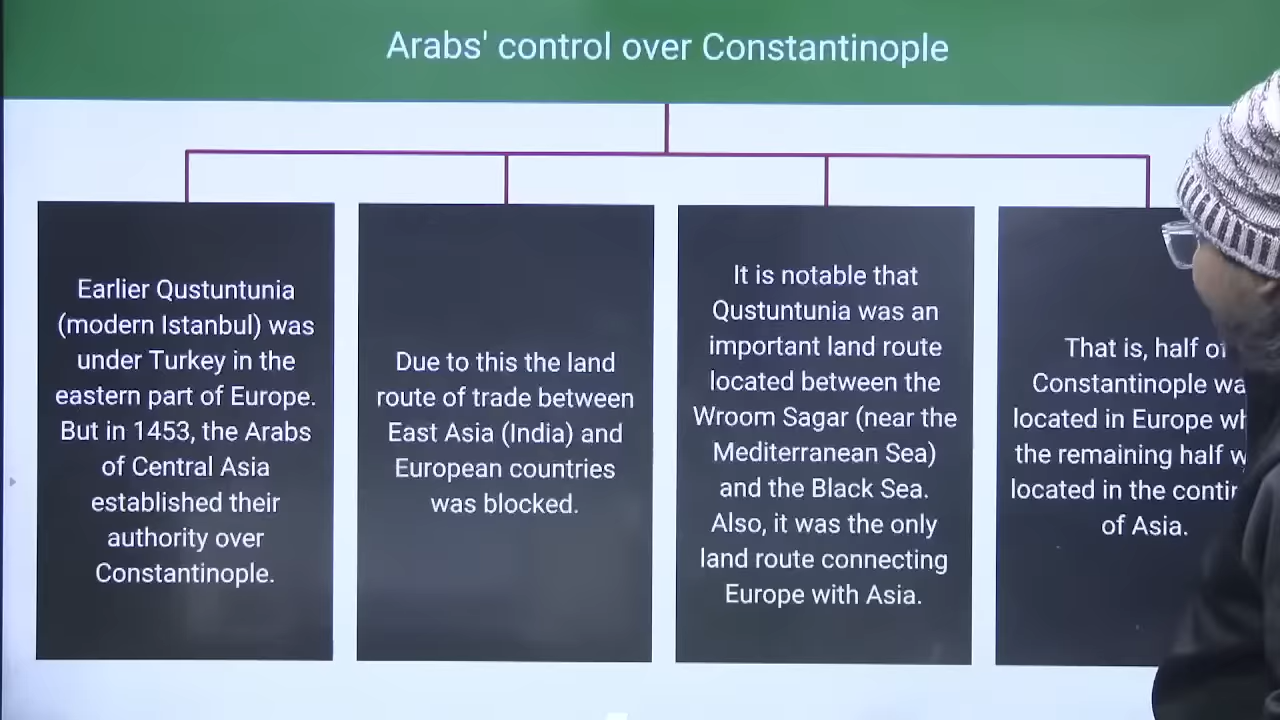 Arabs' control over Constantinople
Earlier Qustuntunia
(modern Istanbul) was
under Turkey in the
eastern part of Europe.
But in 1453, the Arabs
of Central Asia
established their
authority over
Constantinople.
Due to this the land
route of trade between
East Asia (India) and
European countries
was blocked.
It is notable that
Qustuntunia was an
important land route
located between the
Wroom Sagar (near the
Mediterranean Sea)
and the Black Sea.
Also, it was the only
land route connecting
Europe with Asia.
That is, half of
Constantinople
located in Europe
the remaining half
located in the
of Asia.